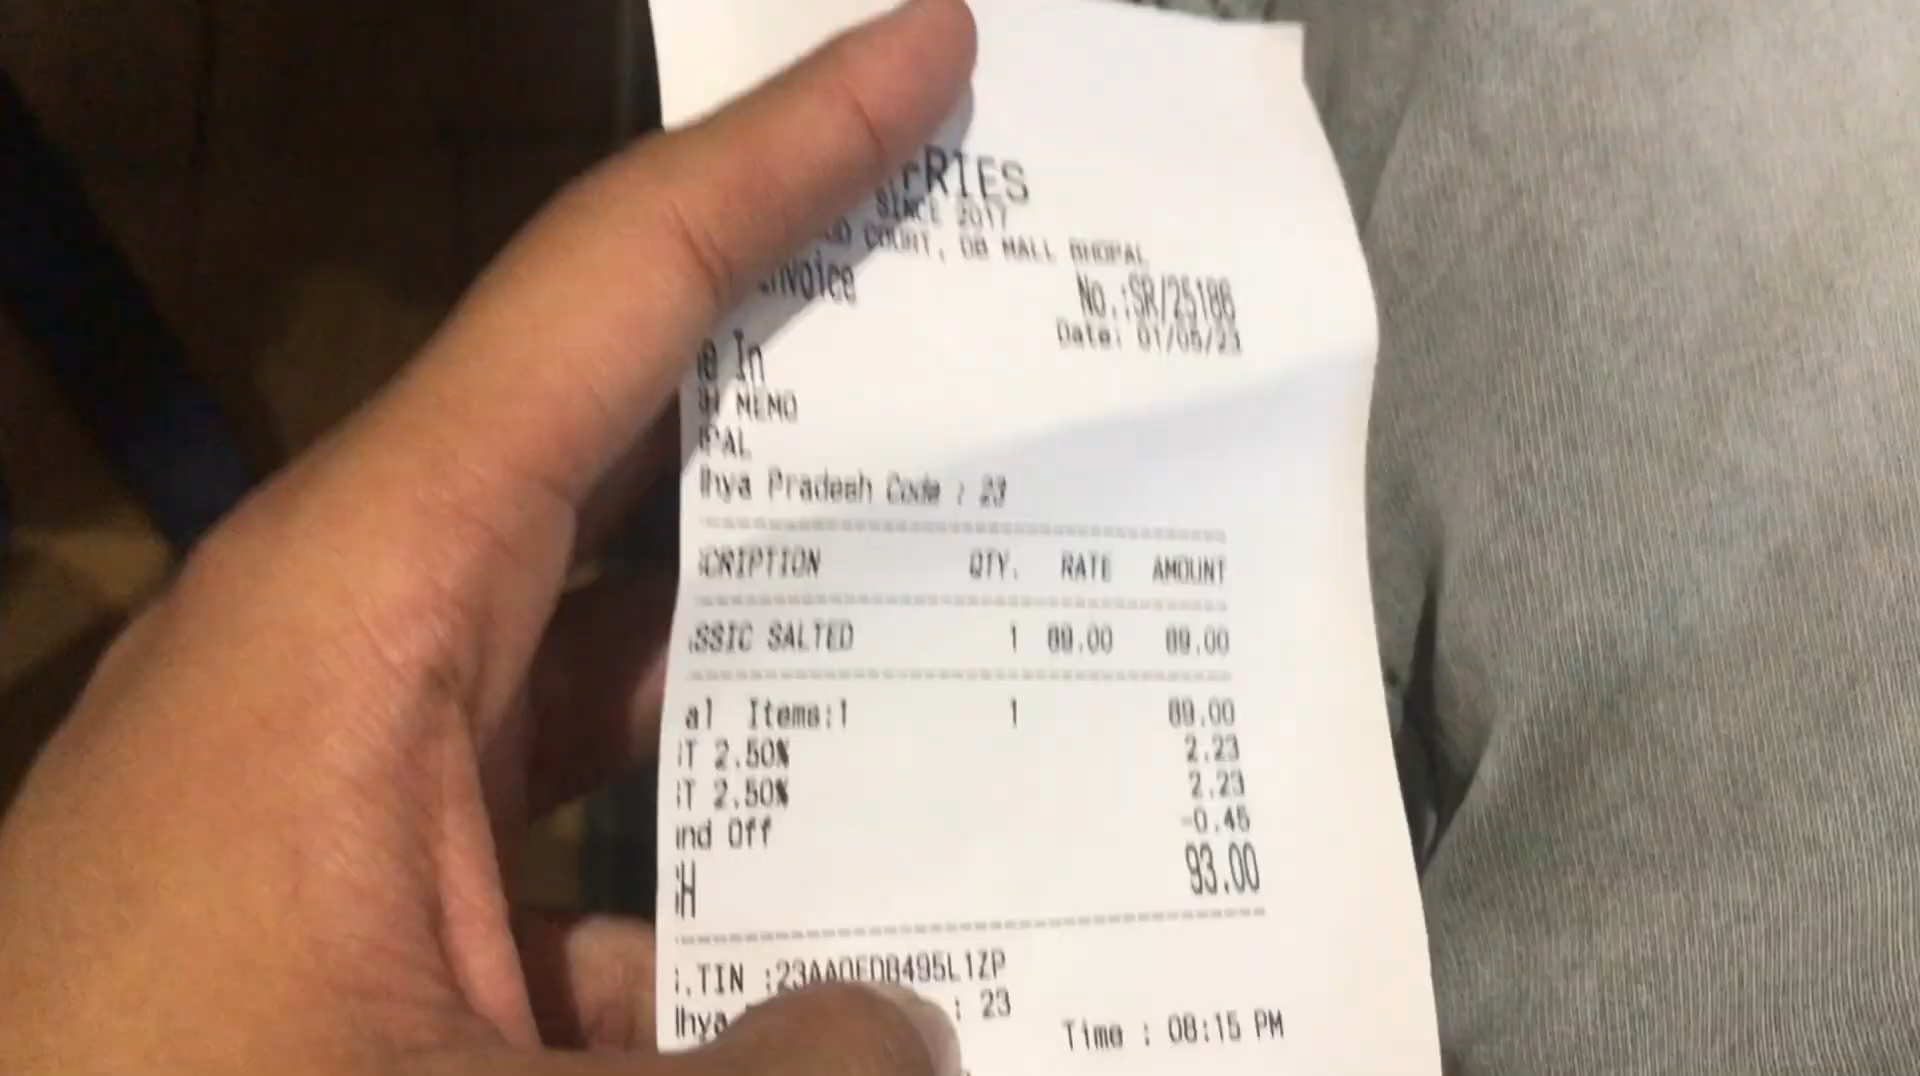 RIES
SINCE 2017
COURT, DB MALL BHOPAL
nvoice No.:SR/25186
Date: 01/05/23
e In
MEMO
PAL
hya Pradesh Code : 23
CRIPTION QTY. RATE AMOUNT
SSIC SALTED 1 89.00 89.00
al Items:1 1 89.00
T 2.50% 2.23
T 2.50% 2.23
nd Off -0.45
H 93.00
.TIN :
hya : 23
Time : 08:15 PM